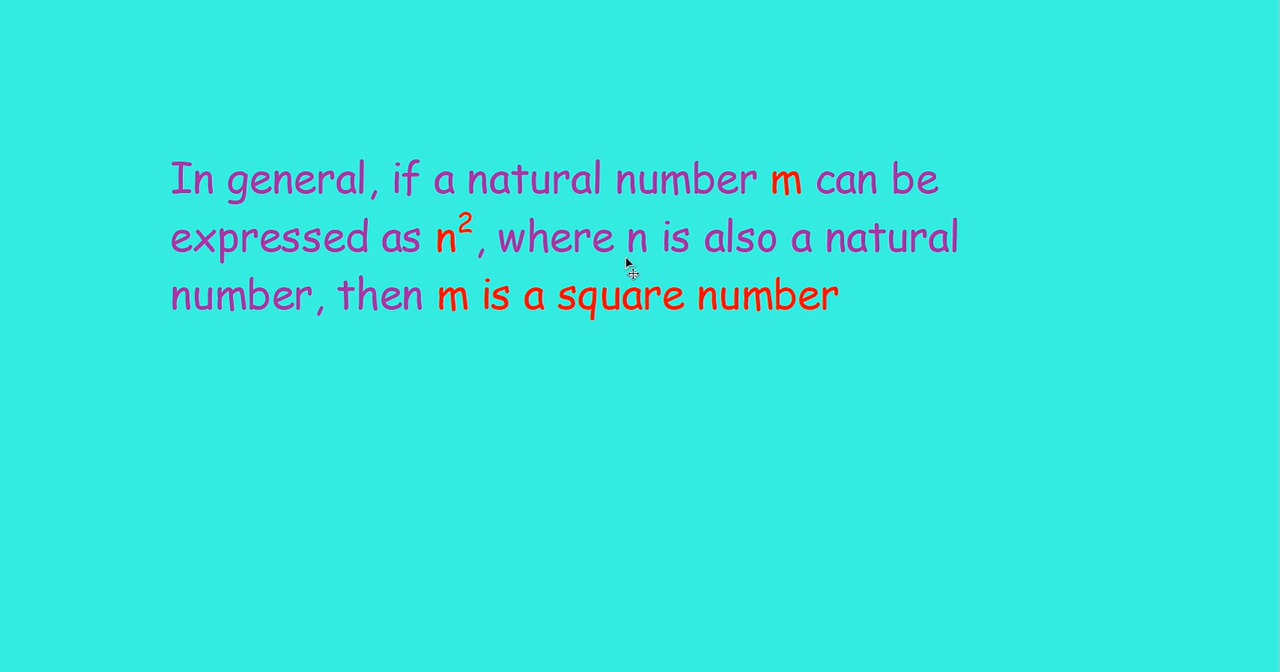 In general, if a natural number m can be
expressed as n², where n is also a natural
number, then m is a square number